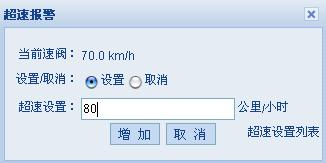 超速报警
当前速阀：70.0 km/h
设置/取消：设置 取消
超速设置：80 公里/小时
增 加 取 消 超速设置列表